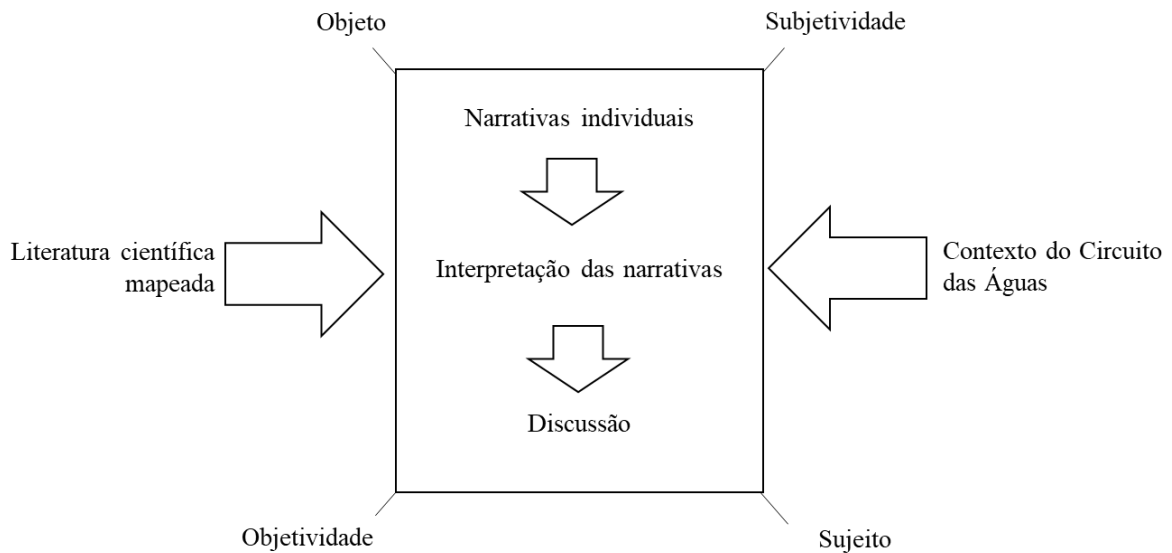 Objeto
Subjetividade
Narrativas individuais
Literatura científica
mapeada
Interpretação das narrativas
Contexto do Circuito
das Águas
Discussão
Objetividade
Sujeito